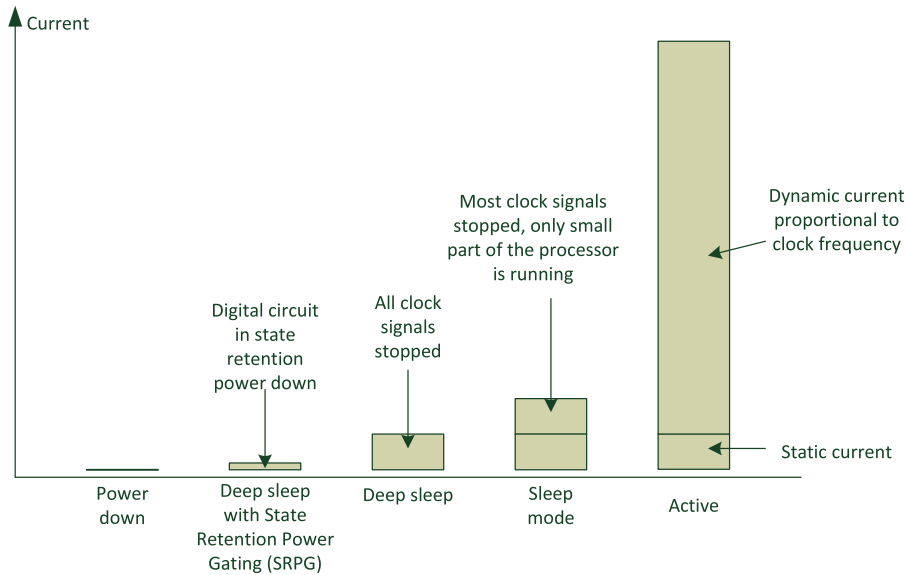 Current
Most clock signals
stopped, only small
part of the processor
is running
Dynamic current
proportional to
clock frequency
Digital circuit
in state
retention
power down
All clock
signals
stopped
Static current
Power
down
Deep sleep
with State
Retention Power
Gating (SRPG)
Deep sleep
Sleep
mode
Active